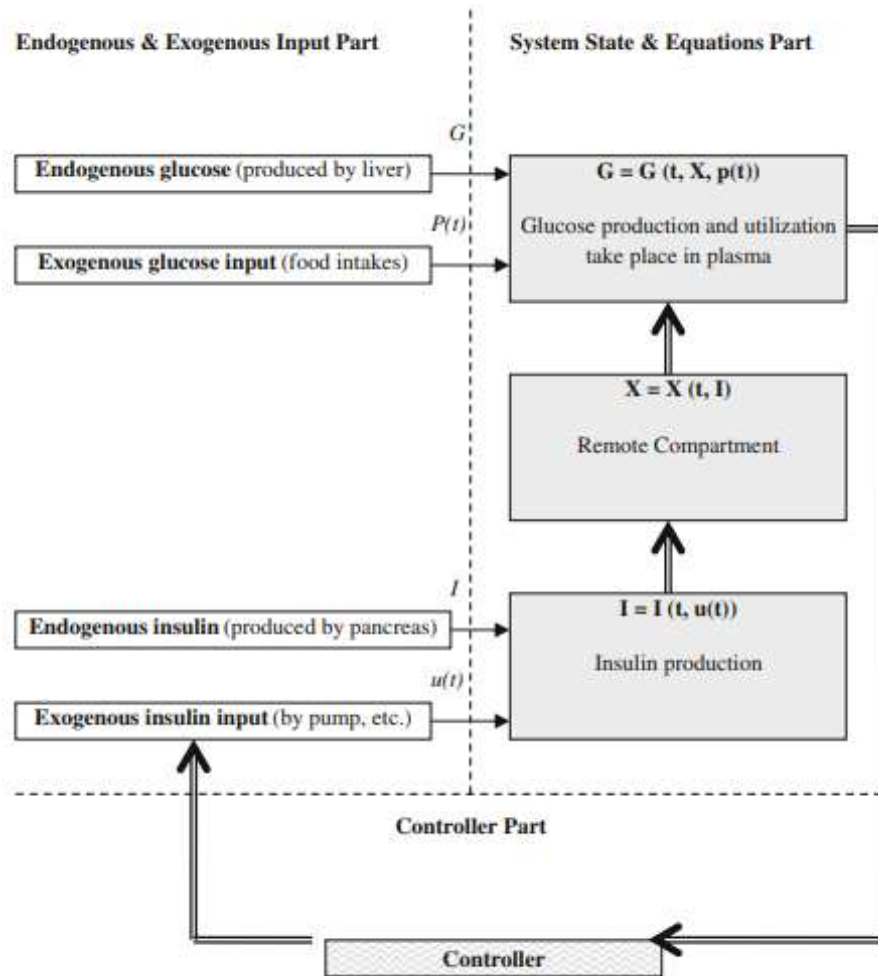 Endogenous & Exogenous Input Part
System State & Equations Part
G
Endogenous glucose (produced by liver)
P(t)
Exogenous glucose input (food intakes)
G = G (t, X, p(t))
Glucose production and utilization
take place in plasma
X = X (t, I)
Remote Compartment
I
Endogenous insulin (produced by pancreas)
u(t)
Exogenous insulin input (by pump, etc.)
I = I (t, u(t))
Insulin production
Controller Part
Controller